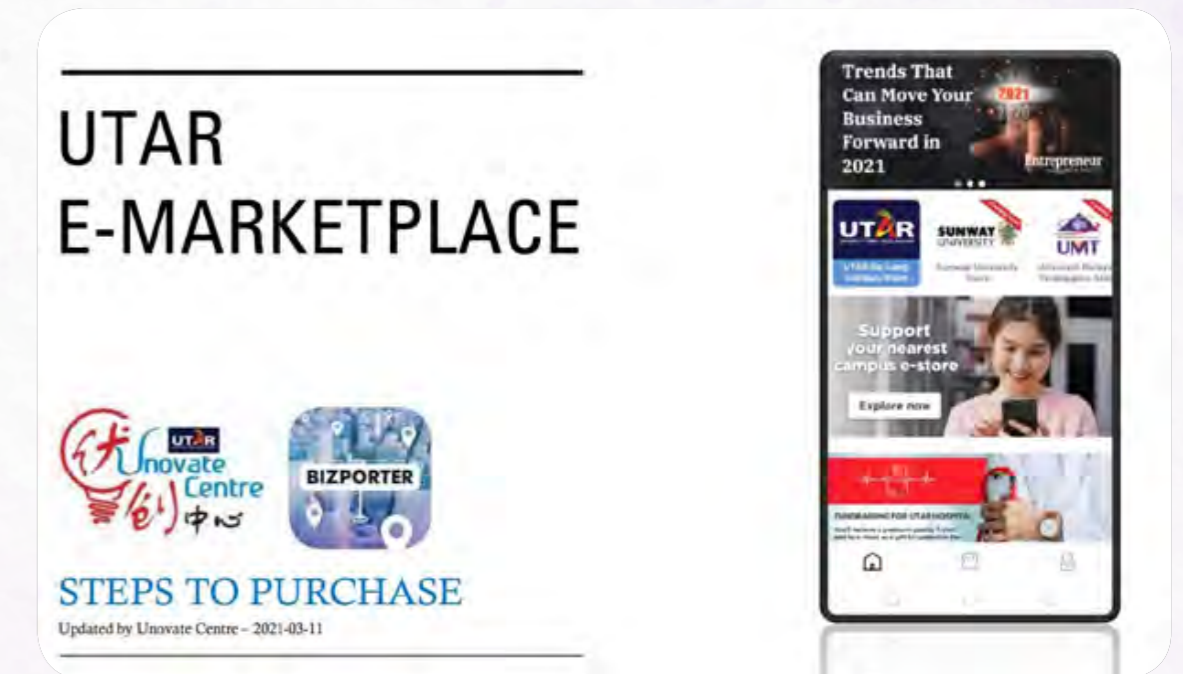 UTAR
E-MARKETPLACE
优
UTAR
Unovate
Centre
创中心
BIZPORTER
STEPS TO PURCHASE
Updated by Unovate Centre – 2021-03-11
Trends That
Can Move Your
Business
Forward in
2021
2021
Entrepreneur
UTAR
SUNWAY
UNIVERSITY
UMT
Sunway University
Support
your nearest
campus e-store
Explore now
FUNDRAISING FOR UTAR HOSPITAL